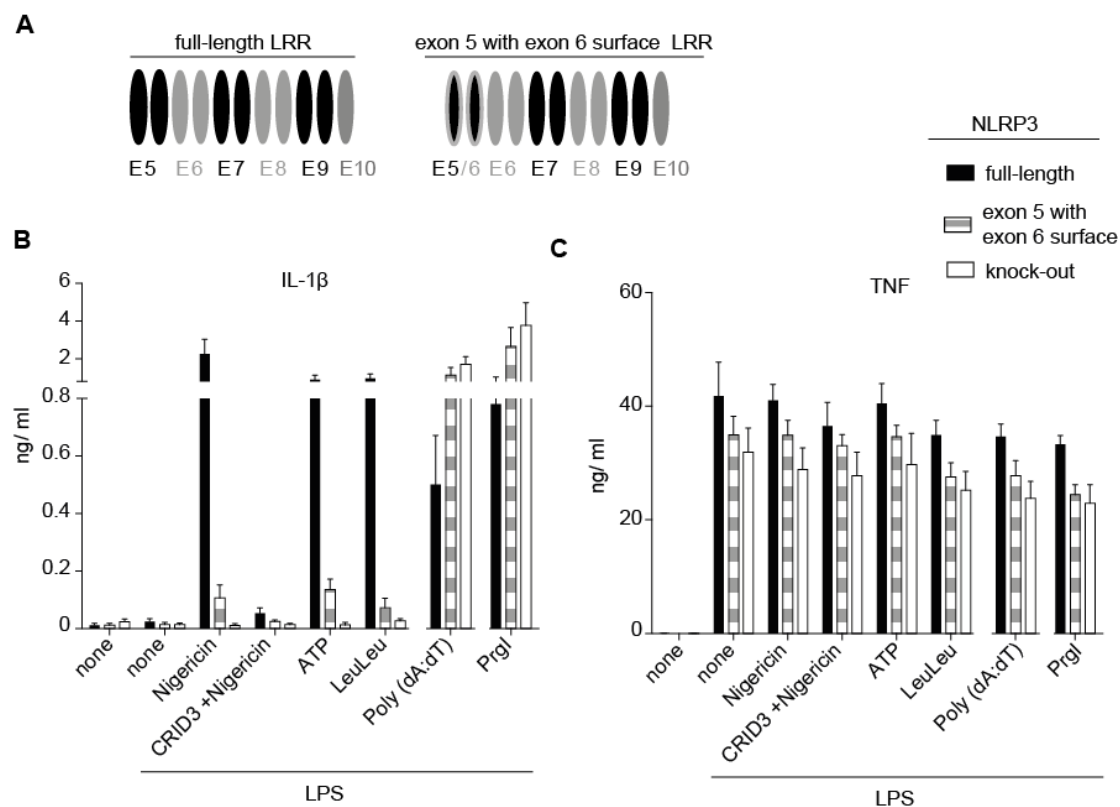 A
full-length LRR
exon 5 with exon 6 surface LRR
E5 E6 E7 E8 E9 E10
E5/6 E6 E7 E8 E9 E10
NLRP3
full-length
exon 5 with
exon 6 surface
knock-out
B
IL-1β
6
4
2
0.8
0.6
0.4
0.2
0
ng/ ml
none
none
Nigericin
CRID3 +Nigericin
ATP
LeuLeu
Poly (dA:dT)
PrgI
LPS
C
TNF
60
40
20
0
ng/ ml
none
none
Nigericin
CRID3 +Nigericin
ATP
LeuLeu
Poly (dA:dT)
PrgI
LPS